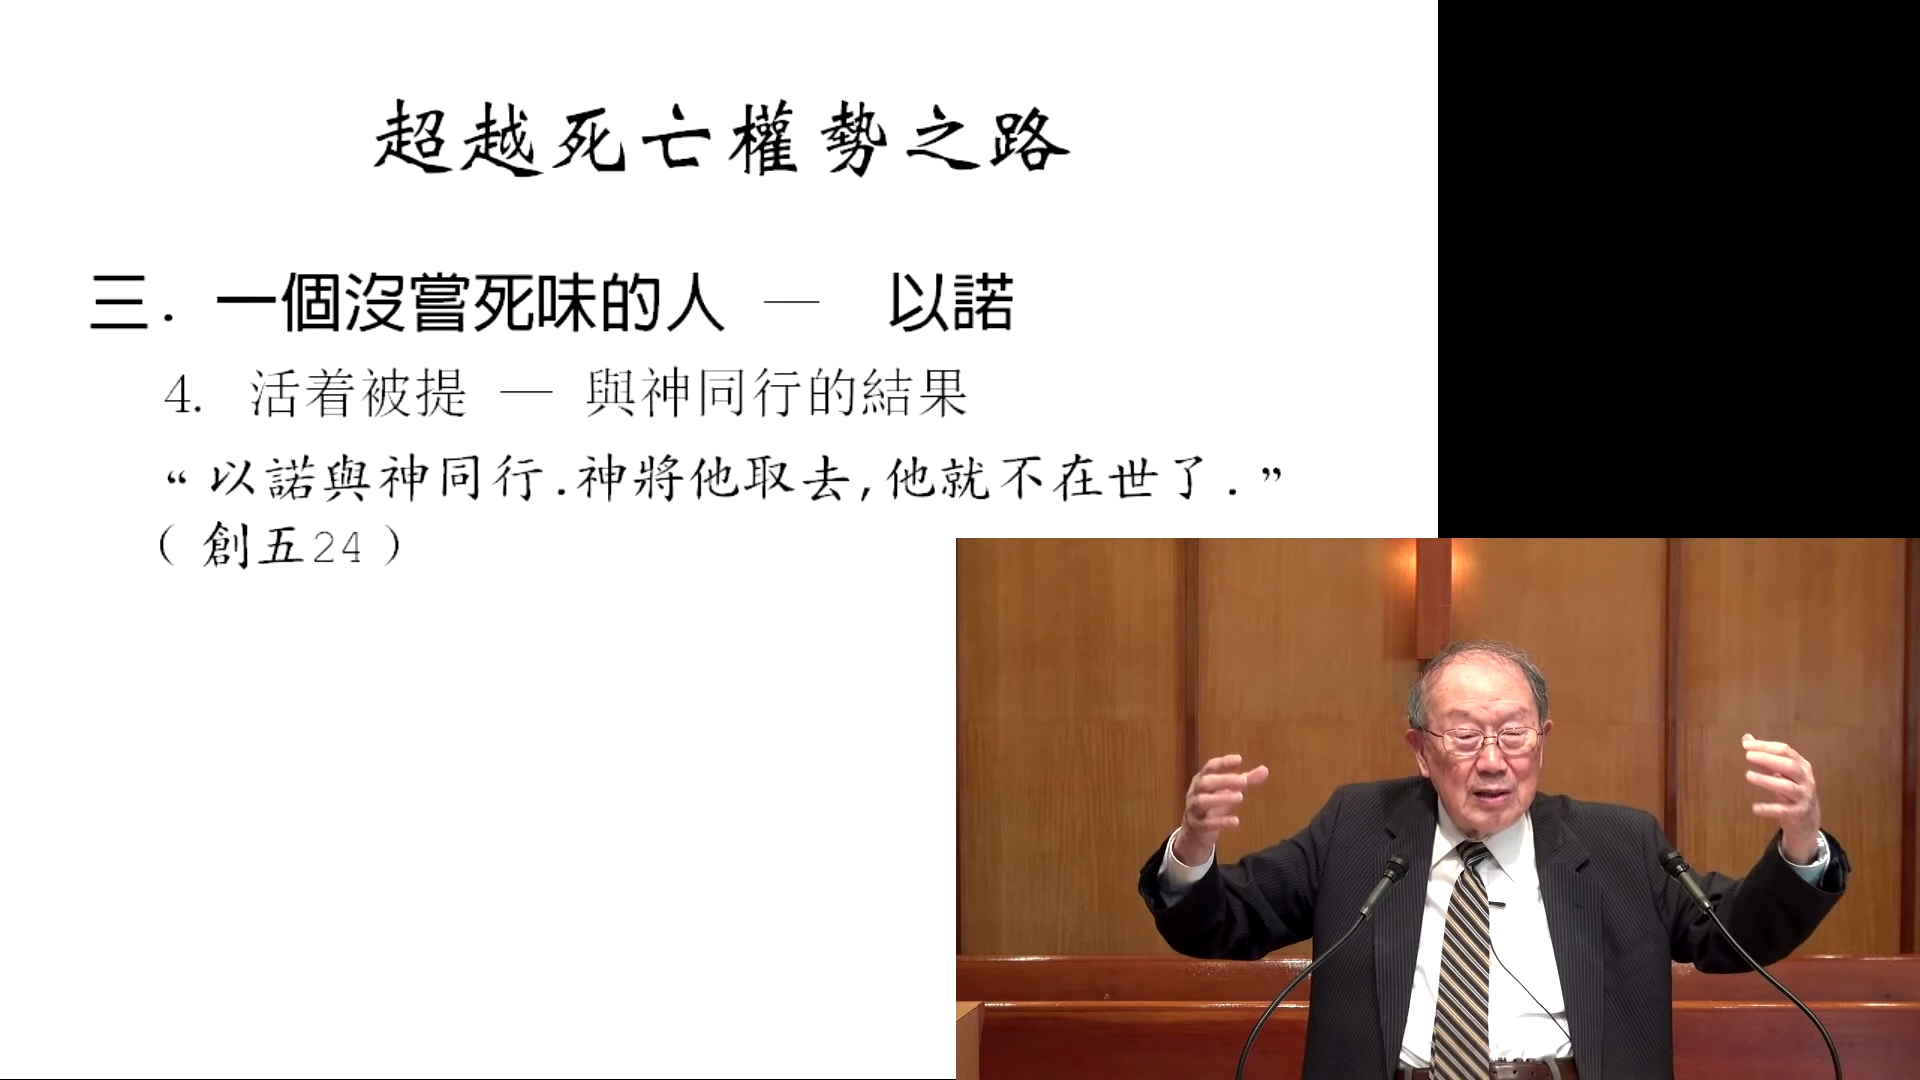 超越死亡權勢之路
三. 一個沒嘗死味的人 — 以諾
4. 活着被提 — 與神同行的結果
“以諾與神同行.神將他取去,他就不在世了.”
(創五24)